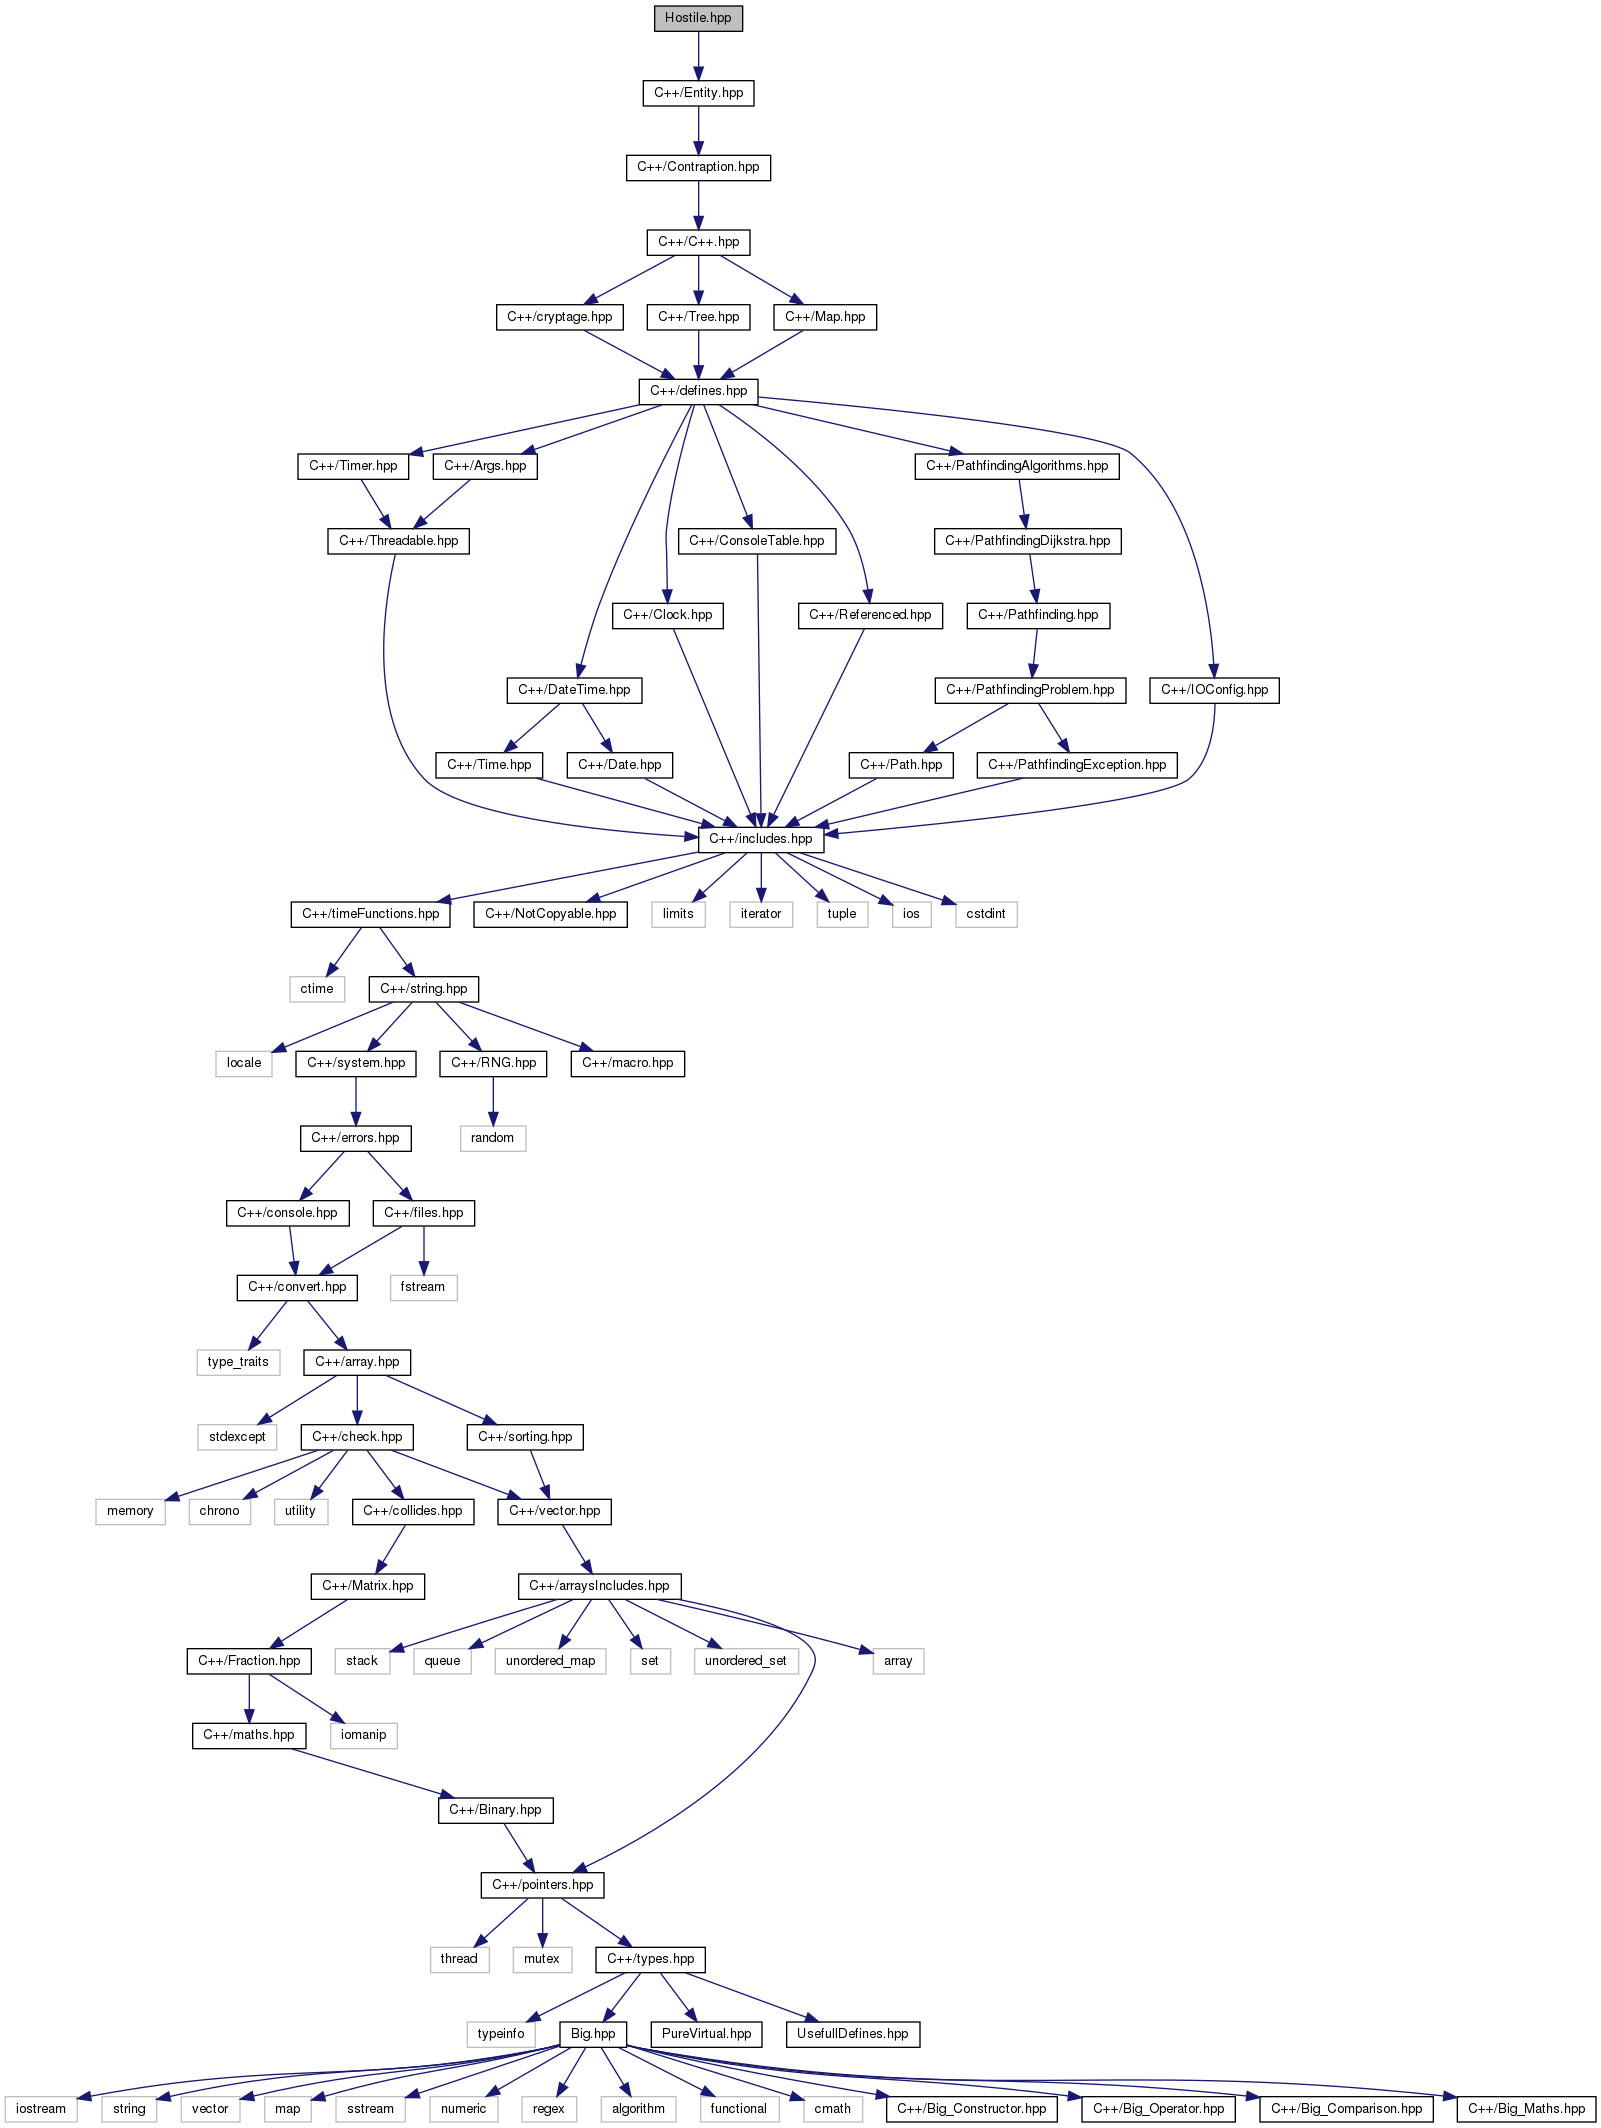 Hostile.hpp
C++/Entity.hpp
C++/Contraption.hpp
C++/C++.hpp
C++/cryptage.hpp
C++/Tree.hpp
C++/Map.hpp
C++/defines.hpp
C++/Timer.hpp
C++/Args.hpp
C++/PathfindingAlgorithms.hpp
C++/Threadable.hpp
C++/ConsoleTable.hpp
C++/PathfindingDijkstra.hpp
C++/Clock.hpp
C++/Referenced.hpp
C++/Pathfinding.hpp
C++/DateTime.hpp
C++/PathfindingProblem.hpp
C++/IOConfig.hpp
C++/Time.hpp
C++/Date.hpp
C++/Path.hpp
C++/PathfindingException.hpp
C++/includes.hpp
C++/timeFunctions.hpp
C++/NotCopyable.hpp
limits
iterator
tuple
ios
cstdint
ctime
C++/string.hpp
locale
C++/system.hpp
C++/RNG.hpp
C++/macro.hpp
C++/errors.hpp
random
C++/console.hpp
C++/files.hpp
C++/convert.hpp
fstream
type_traits
C++/array.hpp
stdexcept
C++/check.hpp
C++/sorting.hpp
memory
chrono
utility
C++/collides.hpp
C++/vector.hpp
C++/Matrix.hpp
C++/arraysIncludes.hpp
C++/Fraction.hpp
stack
queue
unordered_map
set
unordered_set
array
C++/maths.hpp
iomanip
C++/Binary.hpp
C++/pointers.hpp
thread
mutex
C++/types.hpp
typeinfo
Big.hpp
PureVirtual.hpp
UsefullDefines.hpp
iostream
string
vector
map
sstream
numeric
regex
algorithm
functional
cmath
C++/Big_Constructor.hpp
C++/Big_Operator.hpp
C++/Big_Comparison.hpp
C++/Big_Maths.hpp